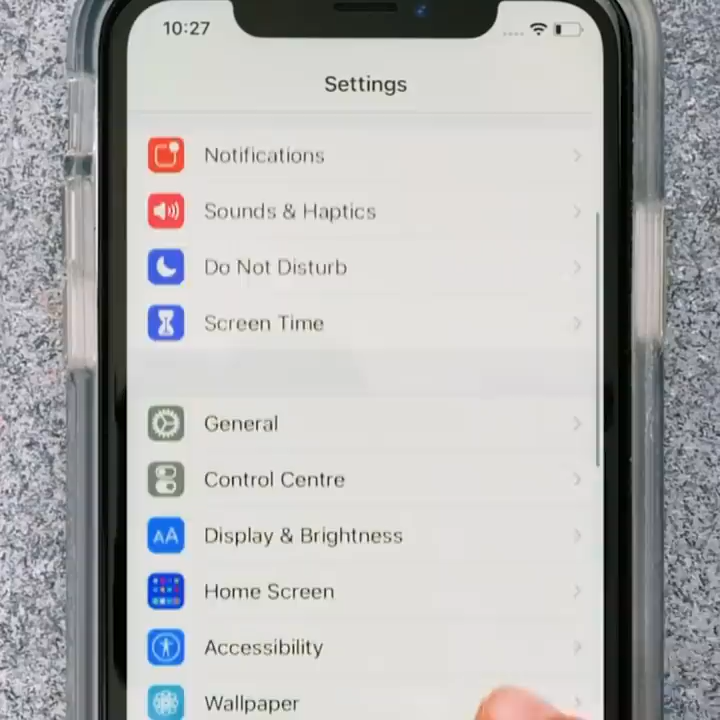 10:27
Settings
Notifications
Sounds & Haptics
Do Not Disturb
Screen Time
General
Control Centre
AA
Display & Brightness
Home Screen
Accessibility
Wallpaper